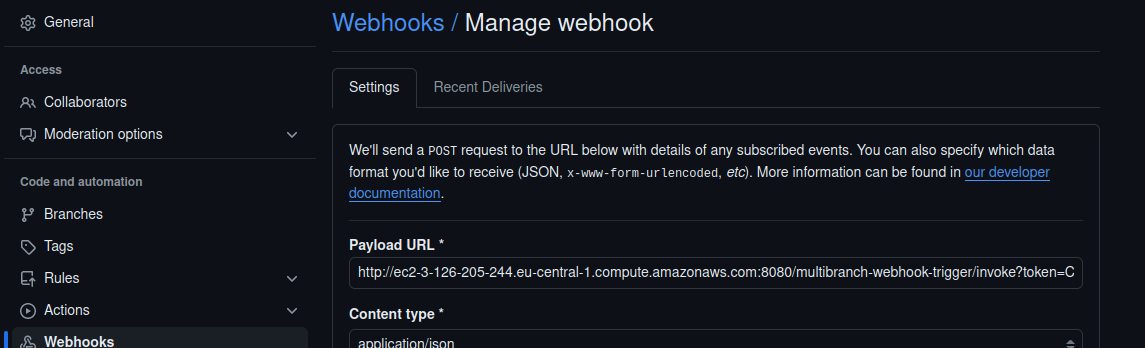 General
Access
Collaborators
Moderation options
Code and automation
Branches
Tags
Rules
Actions
Webhooks
Webhooks / Manage webhook
Settings
Recent Deliveries
We'll send a POST request to the URL below with details of any subscribed events. You can also specify which data
format you'd like to receive (JSON, x-www-form-urlencoded, etc). More information can be found in our developer
documentation.
Payload URL *
http://ec2-3-126-205-244.eu-central-1.compute.amazonaws.com:8080/multibranch-webhook-trigger/invoke?token=C
Content type *
application/json